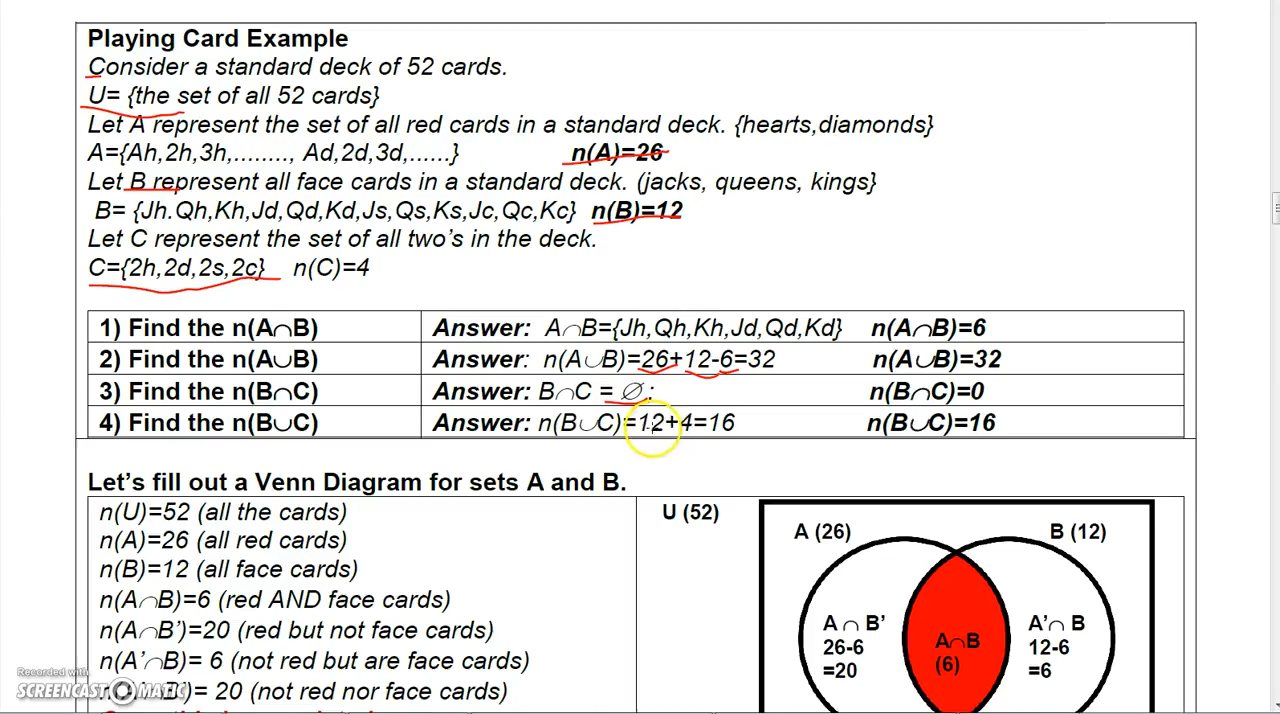 Playing Card Example
Consider a standard deck of 52 cards.
U= {the set of all 52 cards}
Let A represent the set of all red cards in a standard deck. {hearts,diamonds}
A={Ah,2h,3h,........, Ad,2d,3d,......} n(A)=26
Let B represent all face cards in a standard deck. (jacks, queens, kings}
B= {Jh.Qh,Kh,Jd,Qd,Kd,Js,Qs,Ks,Jc,Qc,Kc} n(B)=12
Let C represent the set of all two's in the deck.
C={2h,2d,2s,2c} n(C)=4
1) Find the n(A∩B) Answer: A∩B={Jh,Qh,Kh,Jd,Qd,Kd} n(A∩B)=6
2) Find the n(A∪B) Answer: n(A∪B)=26+12-6=32 n(A∪B)=32
3) Find the n(B∩C) Answer: B∩C = ∅; n(B∩C)=0
4) Find the n(B∪C) Answer: n(B∪C)=12+4=16 n(B∪C)=16
Let's fill out a Venn Diagram for sets A and B.
n(U)=52 (all the cards)
n(A)=26 (all red cards)
n(B)=12 (all face cards)
n(A∩B)=6 (red AND face cards)
n(A∩B')=20 (red but not face cards)
n(A'∩B)= 6 (not red but are face cards)
= 20 (not red nor face cards)
U (52)
A (26)
B (12)
A ∩ B'
26-6
=20
A∩B
(6)
A'∩ B
12-6
=6
Recorded with
SCREENCAST MATIC